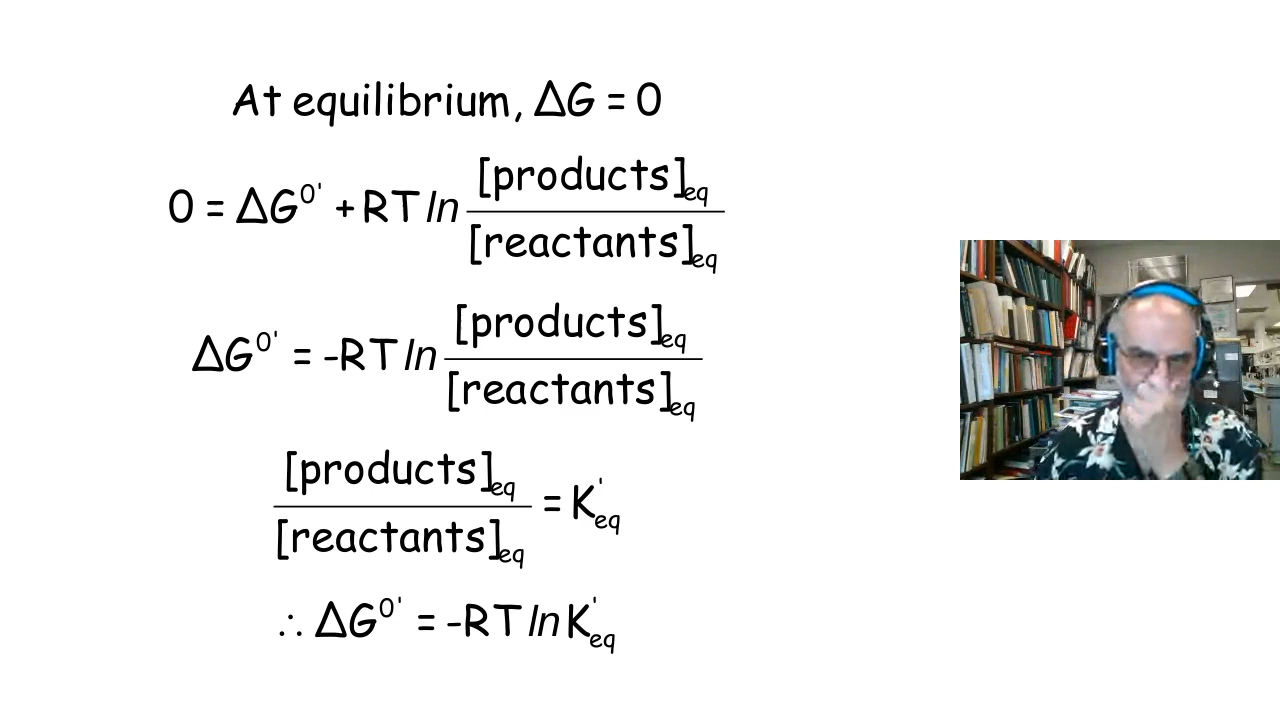 At equilibrium, ΔG = 0
0 = ΔG⁰' + RT ln [products]eq / [reactants]eq
ΔG⁰' = -RT ln [products]eq / [reactants]eq
[products]eq / [reactants]eq = K'eq
∴ ΔG⁰' = -RT ln K'eq